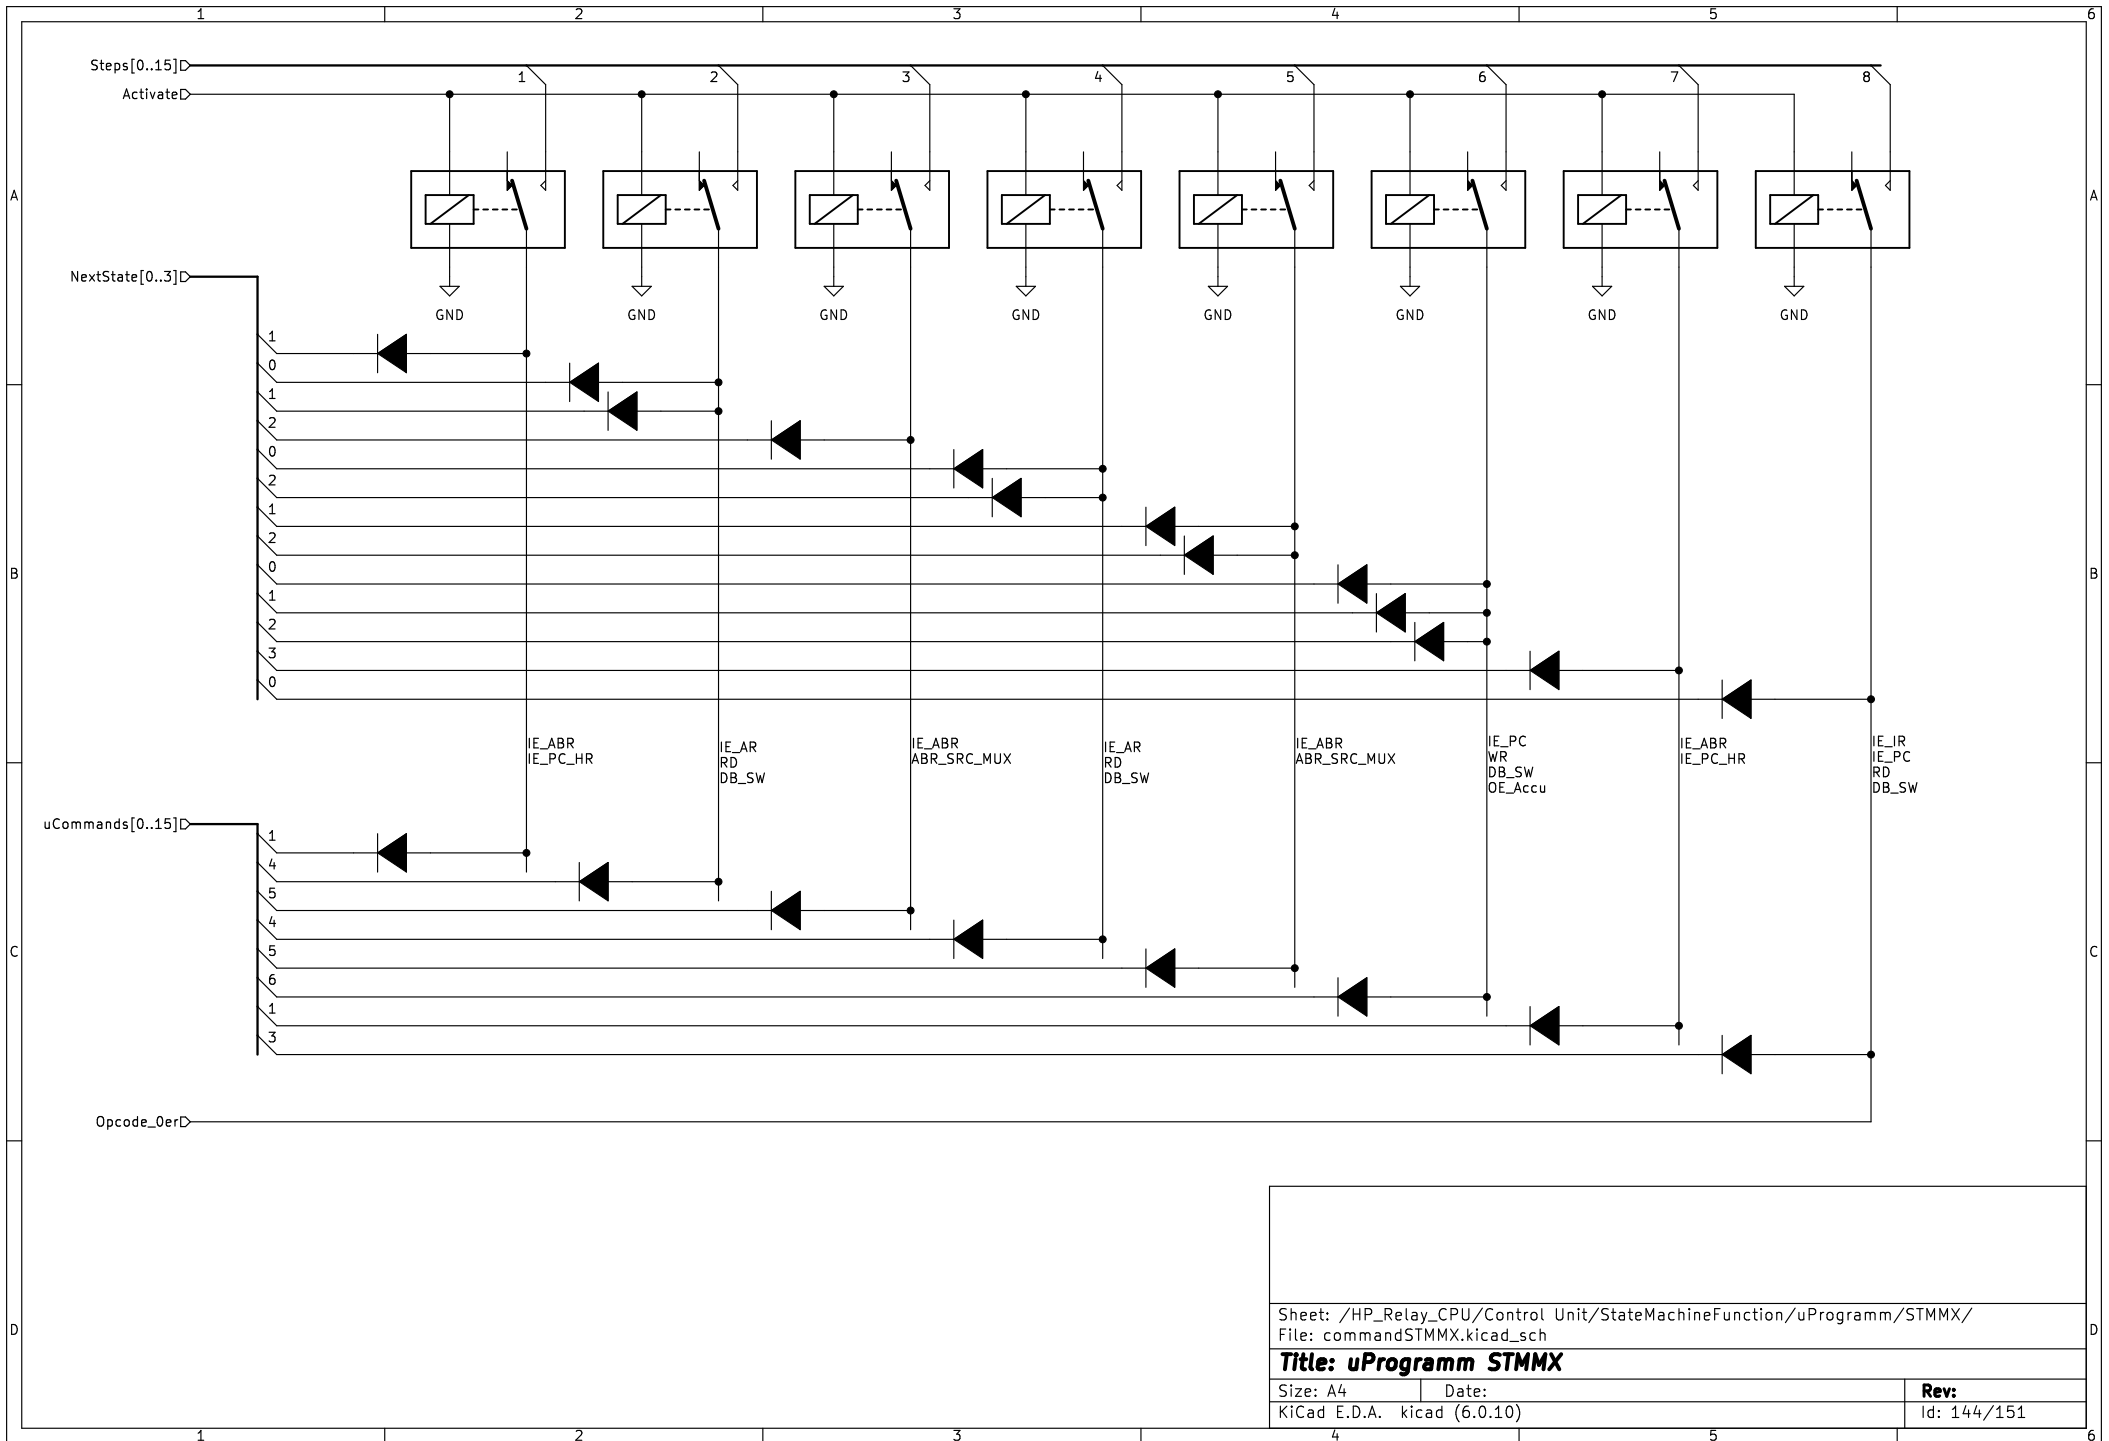 1 2 3 4 5 6
Steps[0..15]
1 2 3 4 5 6 7 8
Activate
A A
NextState[0..3]
GND GND GND GND GND GND GND GND
1
0
1
2
0
2
1
2
0
B B
1
2
3
0
IE_ABR
IE_PC_HR
IE_AR
RD
DB_SW
IE_ABR
ABR_SRC_MUX
IE_AR
RD
DB_SW
IE_ABR
ABR_SRC_MUX
IE_PC
WR
DB_SW
OE_Accu
IE_ABR
IE_PC_HR
IE_IR
IE_PC
RD
DB_SW
uCommands[0..15]
1
4
5
4
C C
5
6
1
3
Opcode_0er
Sheet: /HP_Relay_CPU/Control Unit/StateMachineFunction/uProgramm/STMMX/
D D
File: commandSTMMX.kicad_sch
Title: uProgramm STMMX
Size: A4 Date: Rev:
KiCad E.D.A. kicad (6.0.10) Id: 144/151
1 2 3 4 5 6